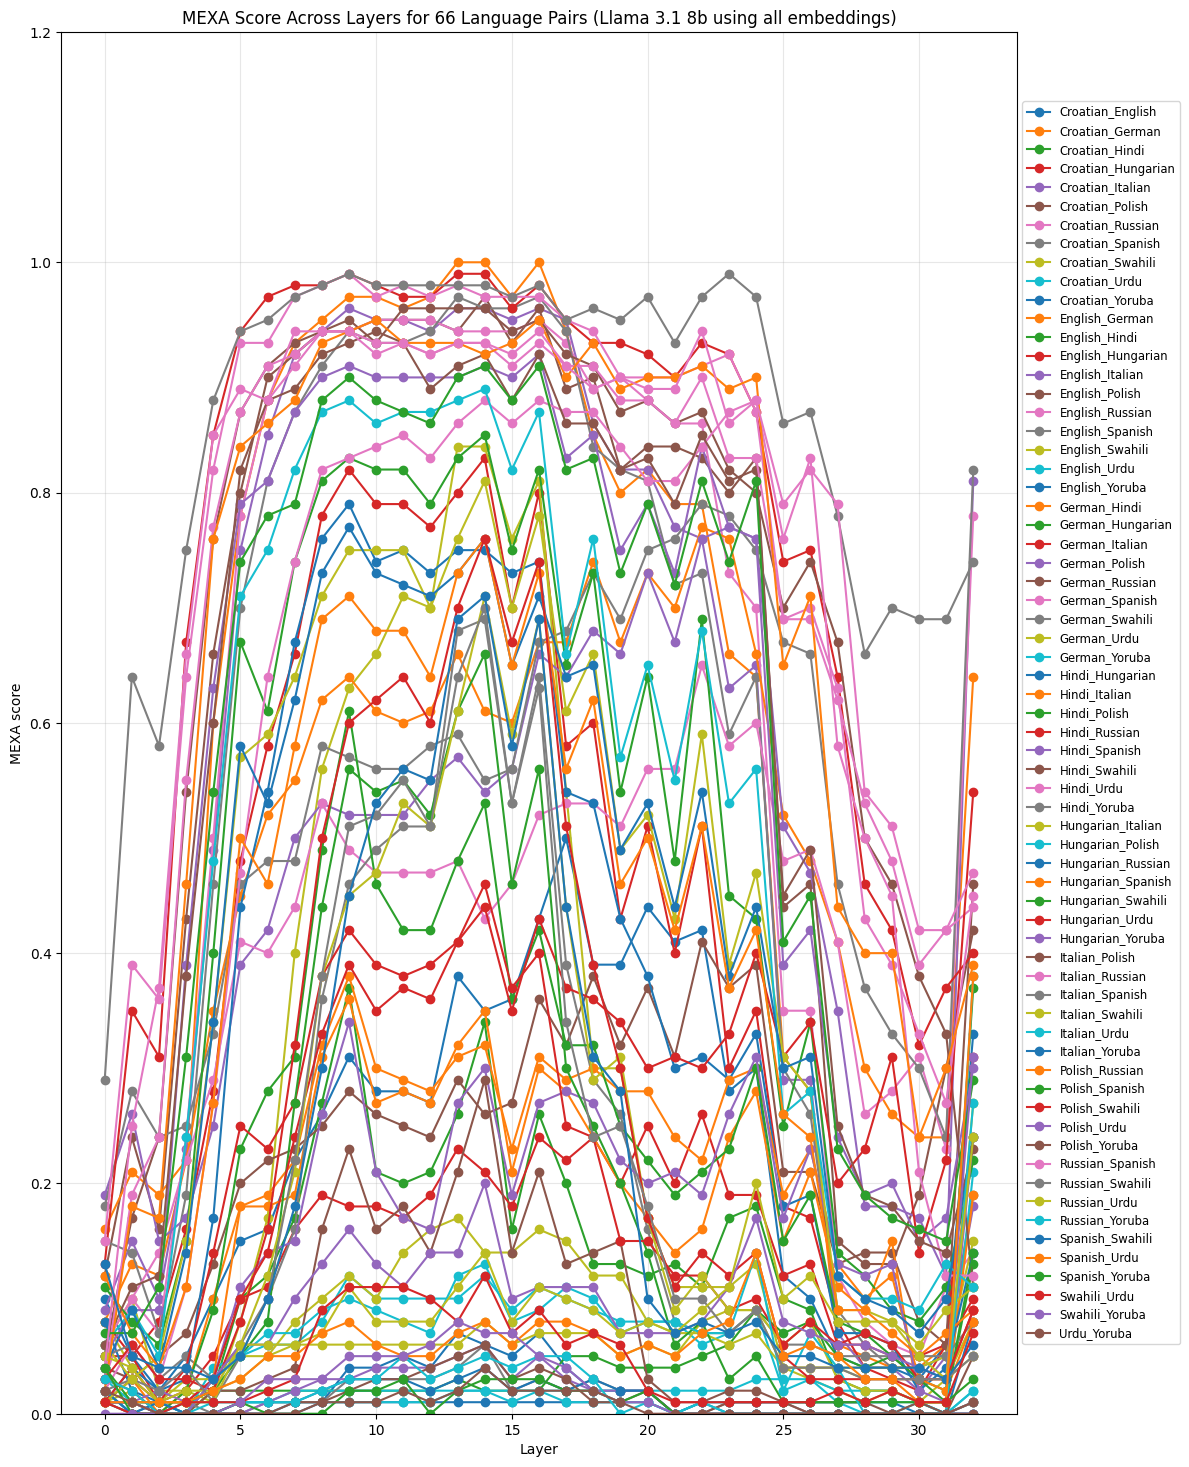 MEXA Score Across Layers for 66 Language Pairs (Llama 3.1 8b using all embeddings)
1.2
1.0
0.8
0.6
0.4
0.2
0.0
MEXA score
0 5 10 15 20 25 30
Layer
Croatian_English
Croatian_German
Croatian_Hindi
Croatian_Hungarian
Croatian_Italian
Croatian_Polish
Croatian_Russian
Croatian_Spanish
Croatian_Swahili
Croatian_Urdu
Croatian_Yoruba
English_German
English_Hindi
English_Hungarian
English_Italian
English_Polish
English_Russian
English_Spanish
English_Swahili
English_Urdu
English_Yoruba
German_Hindi
German_Hungarian
German_Italian
German_Polish
German_Russian
German_Spanish
German_Swahili
German_Urdu
German_Yoruba
Hindi_Hungarian
Hindi_Italian
Hindi_Polish
Hindi_Russian
Hindi_Spanish
Hindi_Swahili
Hindi_Urdu
Hindi_Yoruba
Hungarian_Italian
Hungarian_Polish
Hungarian_Russian
Hungarian_Spanish
Hungarian_Swahili
Hungarian_Urdu
Hungarian_Yoruba
Italian_Polish
Italian_Russian
Italian_Spanish
Italian_Swahili
Italian_Urdu
Italian_Yoruba
Polish_Russian
Polish_Spanish
Polish_Swahili
Polish_Urdu
Polish_Yoruba
Russian_Spanish
Russian_Swahili
Russian_Urdu
Russian_Yoruba
Spanish_Swahili
Spanish_Urdu
Spanish_Yoruba
Swahili_Urdu
Swahili_Yoruba
Urdu_Yoruba